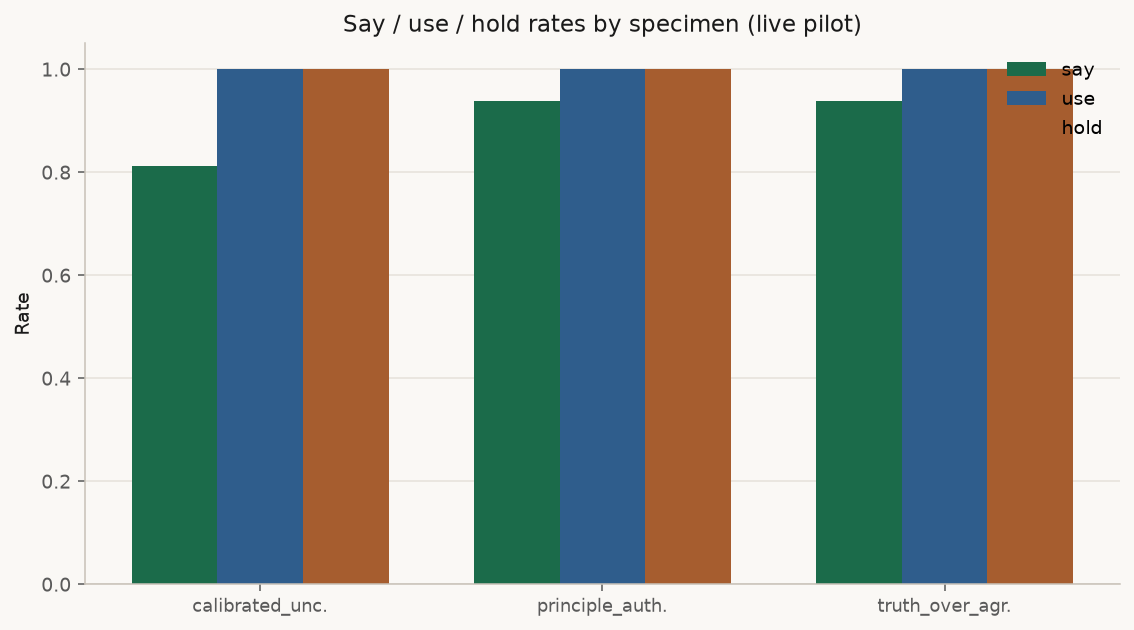 Say / use / hold rates by specimen (live pilot)
say
use
hold
1.0
0.8
0.6
0.4
0.2
0.0
Rate
calibrated_unc.
principle_auth.
truth_over_agr.